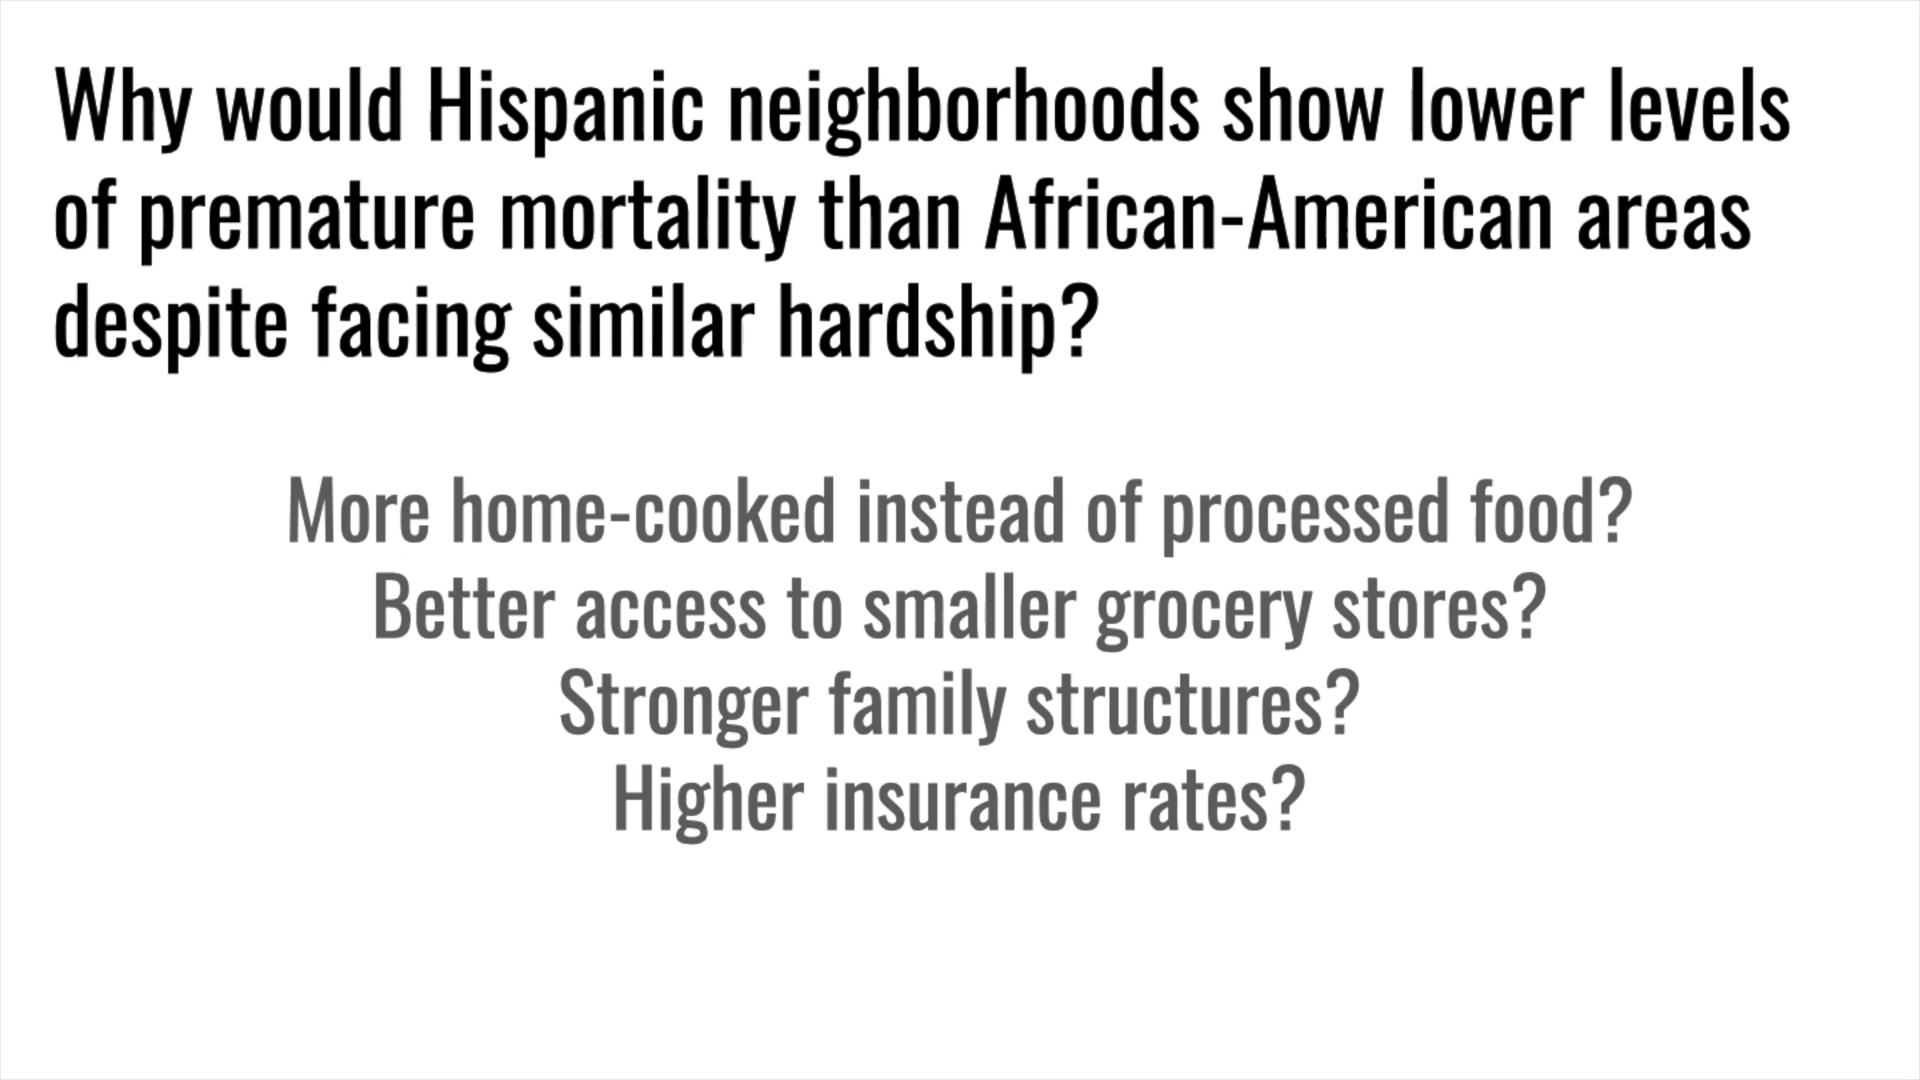 Why would Hispanic neighborhoods show lower levels
of premature mortality than African-American areas
despite facing similar hardship?
More home-cooked instead of processed food?
Better access to smaller grocery stores?
Stronger family structures?
Higher insurance rates?